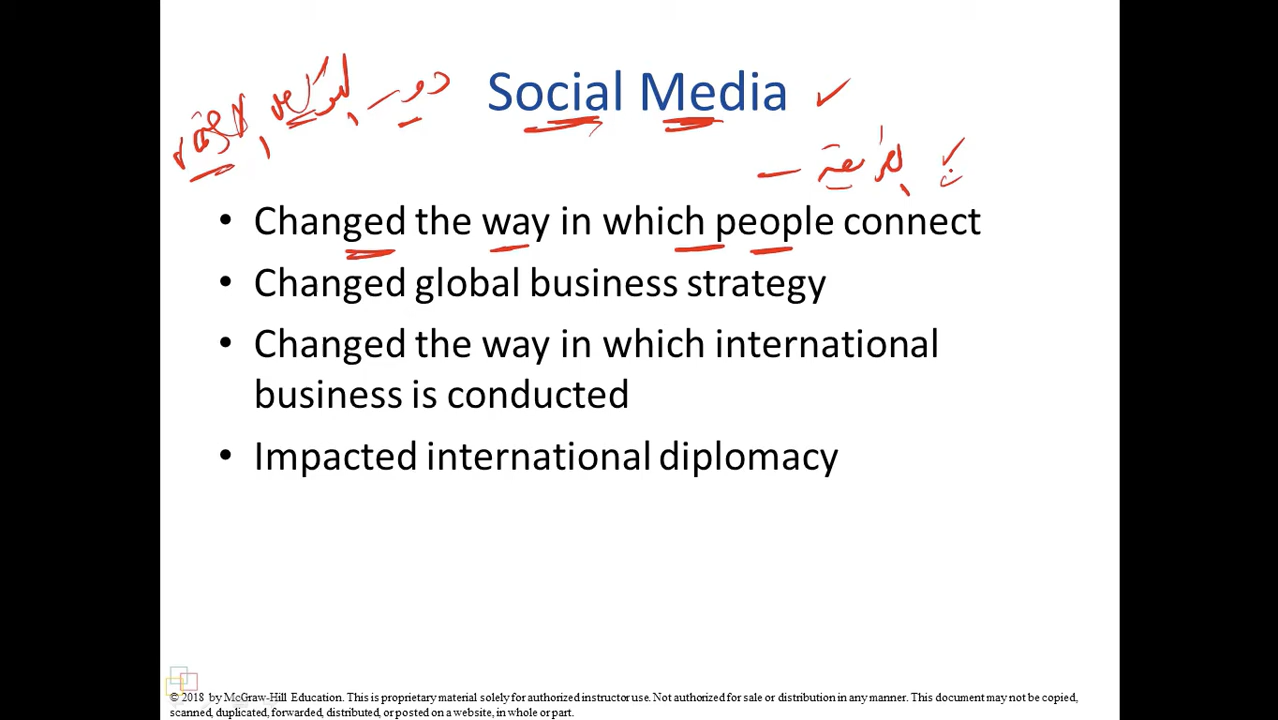 Social Media
دور
الطريقة
• Changed the way in which people connect
• Changed global business strategy
• Changed the way in which international
business is conducted
• Impacted international diplomacy
© 2018 by McGraw-Hill Education. This is proprietary material solely for authorized instructor use. Not authorized for sale or distribution in any manner. This document may not be copied,
scanned, duplicated, forwarded, distributed, or posted on a website, in whole or part.